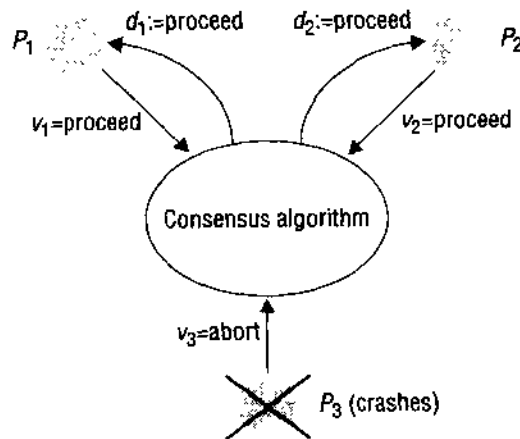 d1:=proceed
d2:=proceed
P1
P2
v1=proceed
v2=proceed
Consensus algorithm
v3=abort
P3 (crashes)